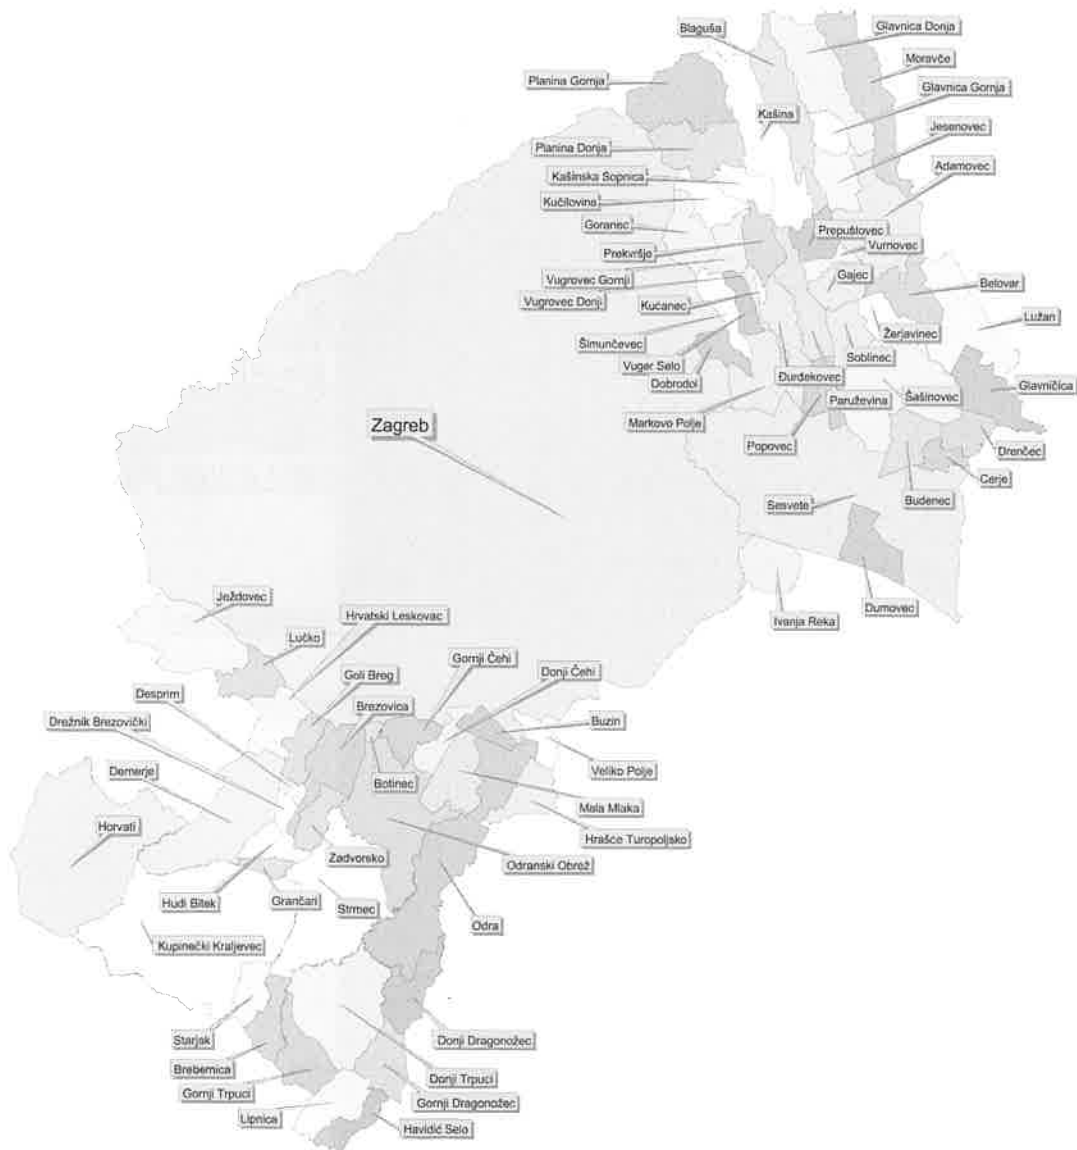 Blaguša
Glavnica Donja
Moravče
Planina Gornja
Glavnica Gornja
Kašina
Jesenovec
Planina Donja
Adamovec
Kašinska Sopnica
Kučilovina
Goranec
Prepuštovec
Vurnovec
Prekvršje
Vugrovec Gornji
Gajec
Belovar
Vugrovec Donji
Kućanec
Lužan
Žerjavinec
Šimunčevec
Soblinec
Vuger Selo
Đurđekovec
Dobrodol
Glavničica
Paruževina
Šašinovec
Zagreb
Markovo Polje
Popovec
Drenčec
Cerje
Sesvete
Budenec
Ježdovec
Dumovec
Ivanja Reka
Hrvatski Leskovac
Lučko
Gornji Čehi
Donji Čehi
Goli Breg
Desprim
Brezovica
Buzin
Drežnik Brezovički
Demerje
Botinec
Veliko Polje
Mala Mlaka
Horvati
Hrašće Turopoljsko
Zadvorsko
Odranski Obrež
Hudi Bitek
Grančari
Strmec
Odra
Kupinečki Kraljevec
Starjak
Donji Dragonožec
Brebernica
Donji Trpuci
Gornji Trpuci
Gornji Dragonožec
Lipnica
Havidić Selo